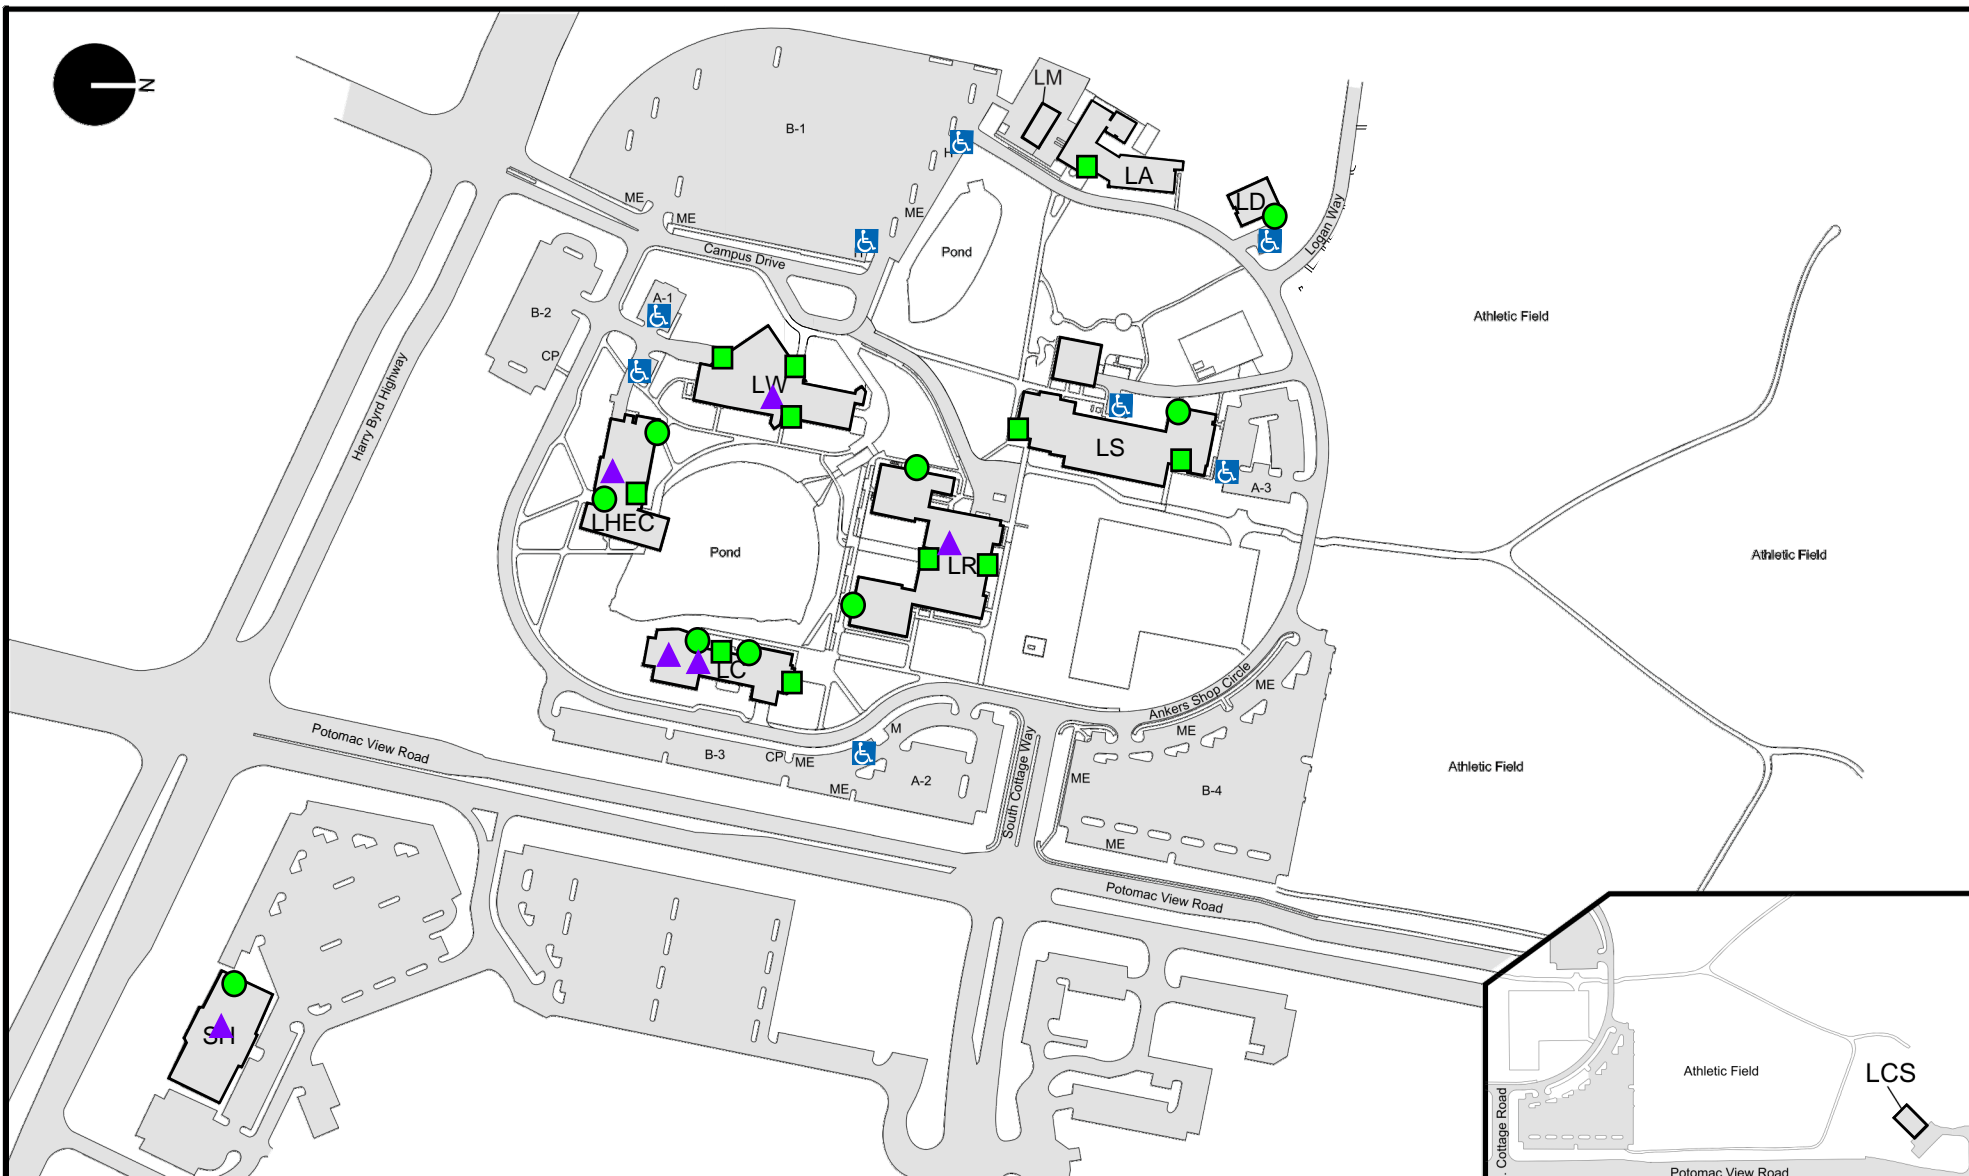 N
LM
B-1
H
LA
ME
ME
ME
LD
Logan Way
H
Pond
Campus Drive
A-1
B-2
Athletic Field
CP
LW
Harry Byrd Highway
LS
A-3
LHEC
Pond
Athletic Field
LR
LC
Ankers Shop Circle
ME
ME
M
Potomac View Road
B-3
CP
ME
Athletic Field
South Cottage Way
ME
A-2
ME
B-4
ME
Potomac View Road
SH
Athletic Field
LCS
Cottage Road
Potomac View Road